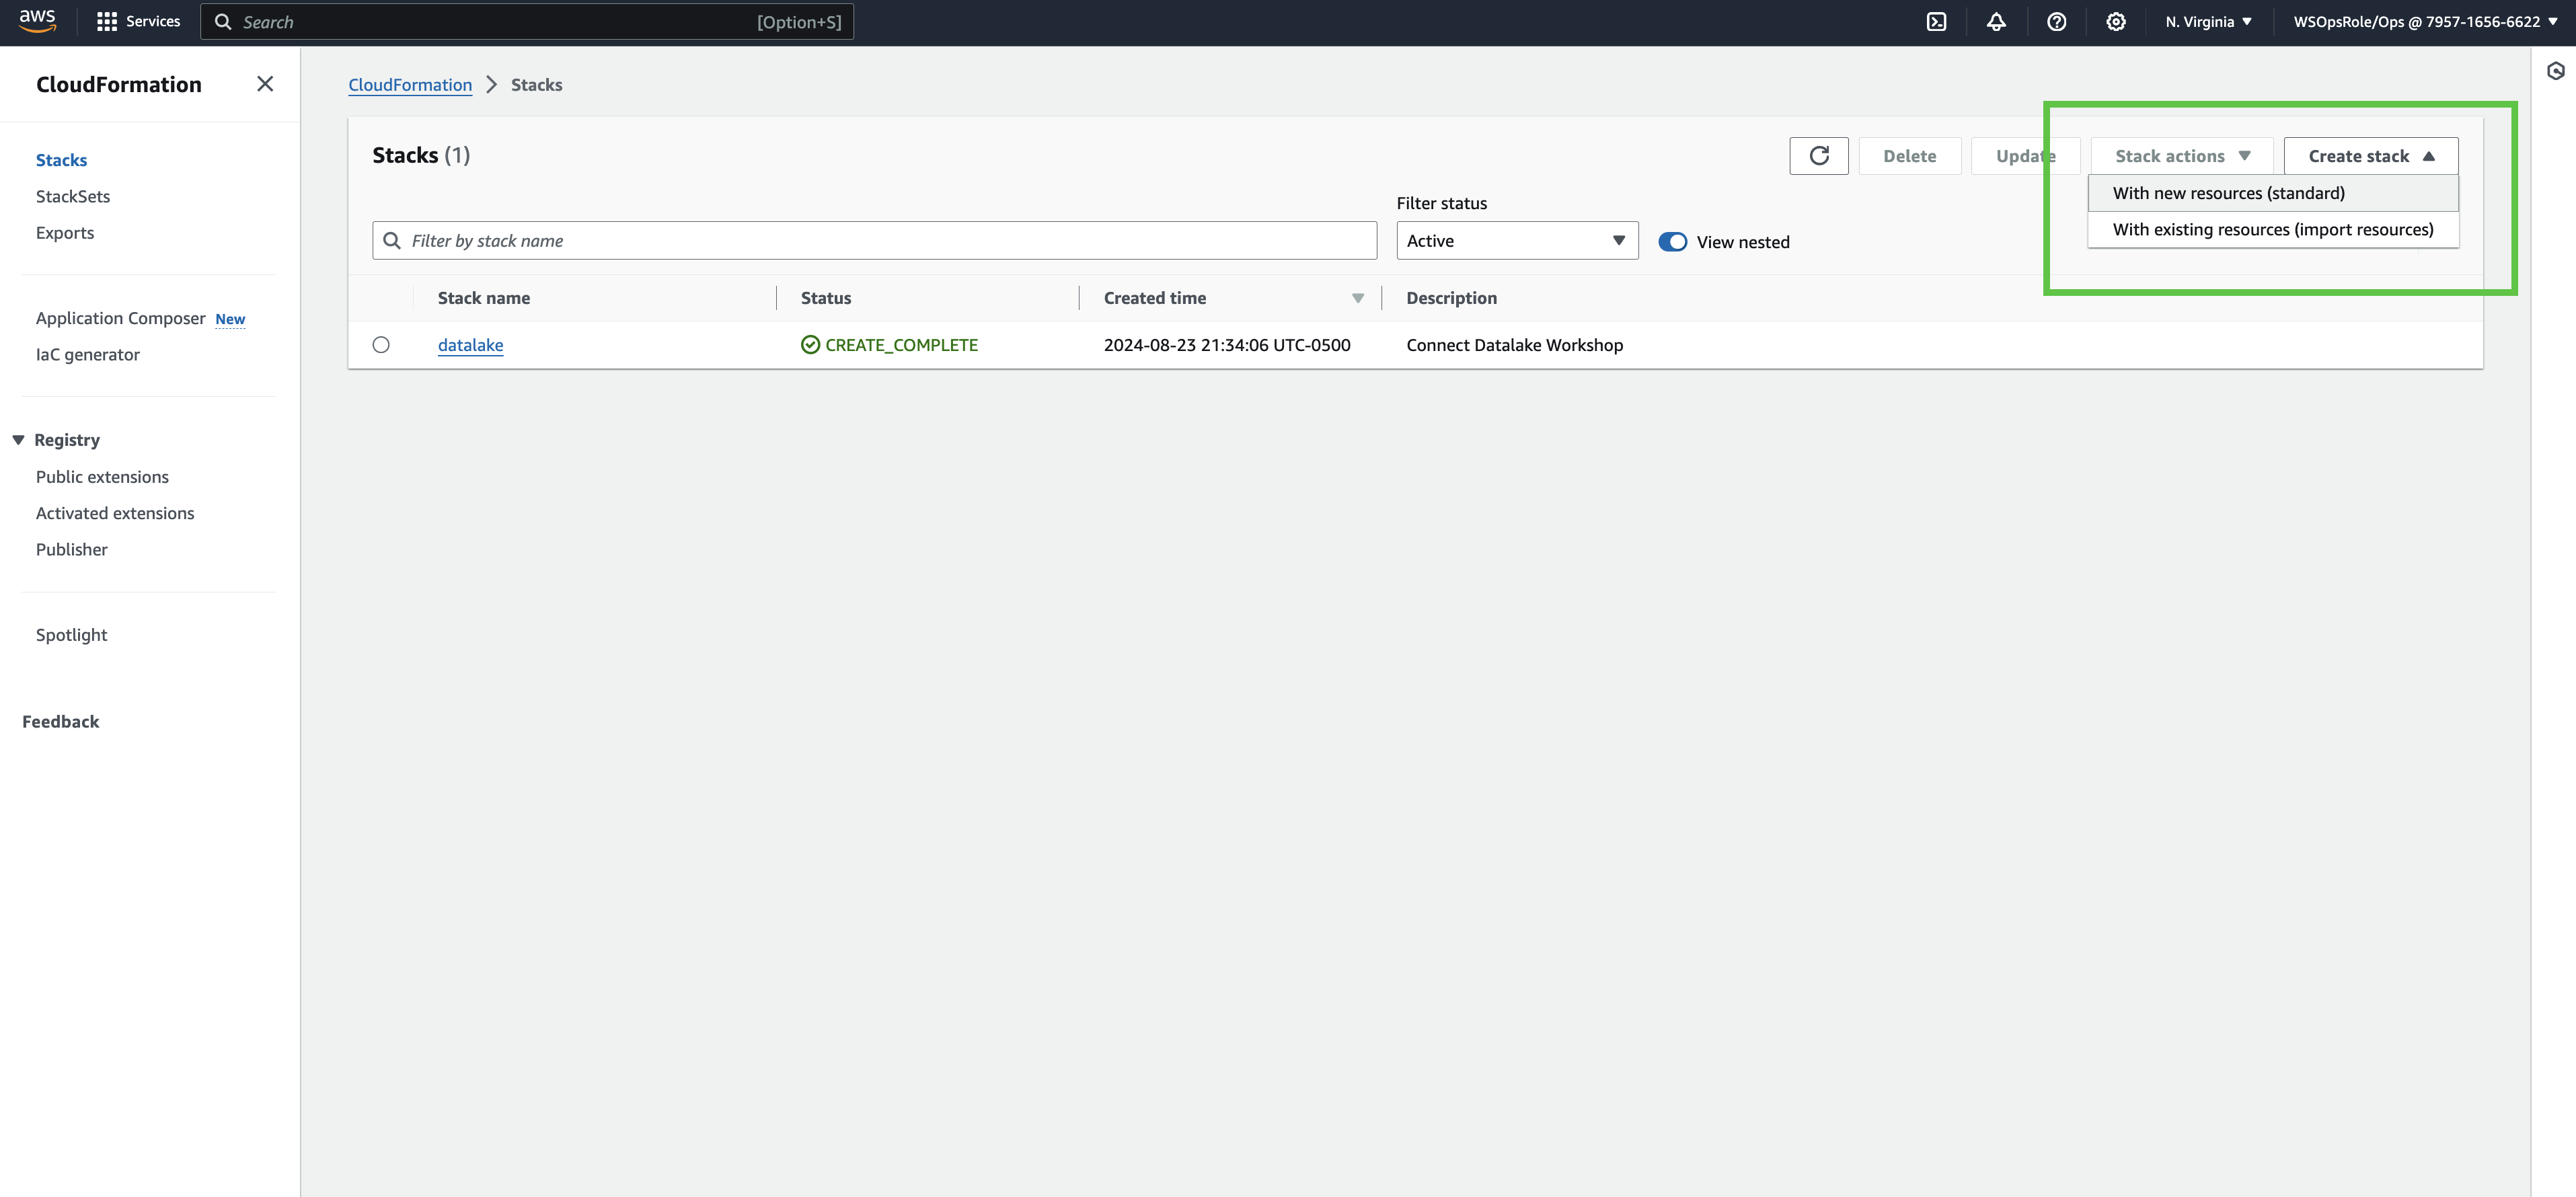 aws
Services
Search
[Option+S]
N. Virginia
WSOpsRole/Ops @ 7957-1656-6622
CloudFormation
Stacks
StackSets
Exports
Application Composer New
IaC generator
Registry
Public extensions
Activated extensions
Publisher
Spotlight
Feedback
CloudFormation
Stacks
Stacks (1)
Delete
Update
Stack actions
Create stack
With new resources (standard)
With existing resources (import resources)
Filter status
Filter by stack name
Active
View nested
Stack name
Status
Created time
Description
datalake
CREATE_COMPLETE
2024-08-23 21:34:06 UTC-0500
Connect Datalake Workshop